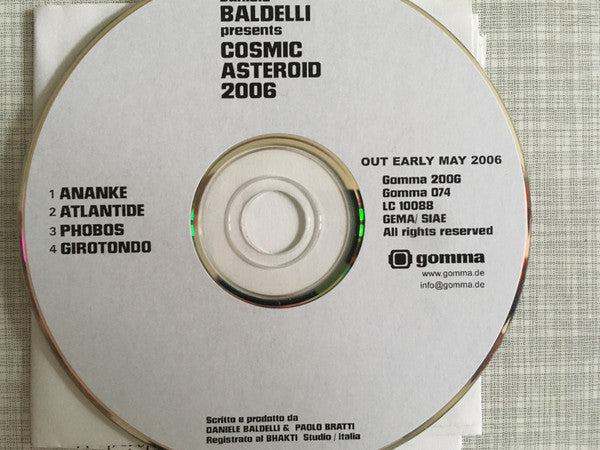 BALDELLI
presents
COSMIC
ASTEROID
2006
OUT EARLY MAY 2006
1 ANANKE
2 ATLANTIDE
3 PHOBOS
4 GIROTONDO
Gomma 2006
Gomma 074
LC 10088
GEMA/ SIAE
All rights reserved
gomma
www.gomma.de
info@gomma.de
Scritto e prodotto da
DANIELE BALDELLI & PAOLO BRATTI
Registrato al BHAKTI Studio / italia